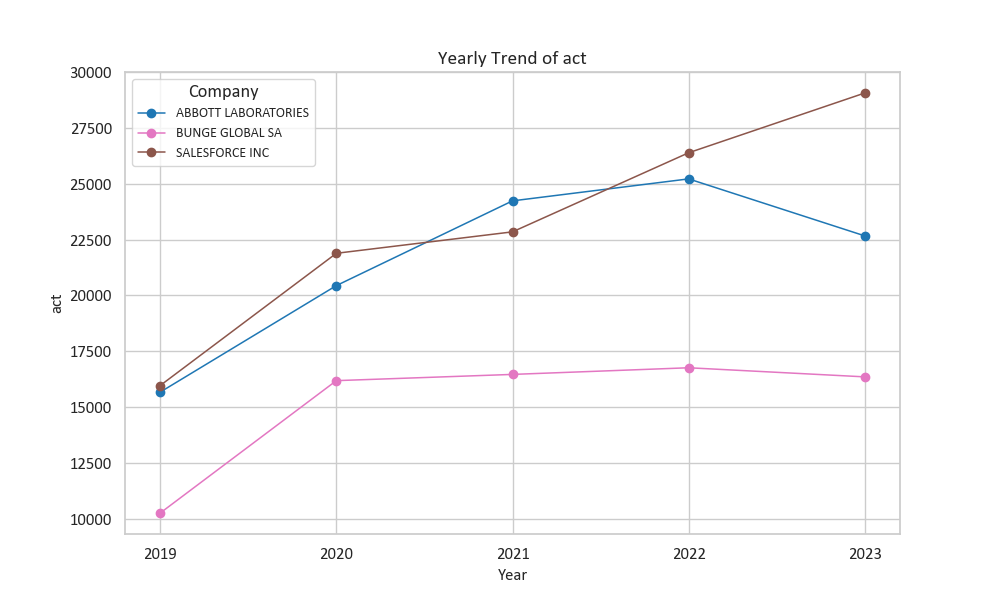 Yearly Trend of act
30000
27500
25000
22500
20000
17500
15000
12500
10000
act
Company
ABBOTT LABORATORIES
BUNGE GLOBAL SA
SALESFORCE INC
2019 2020 2021 2022 2023
Year